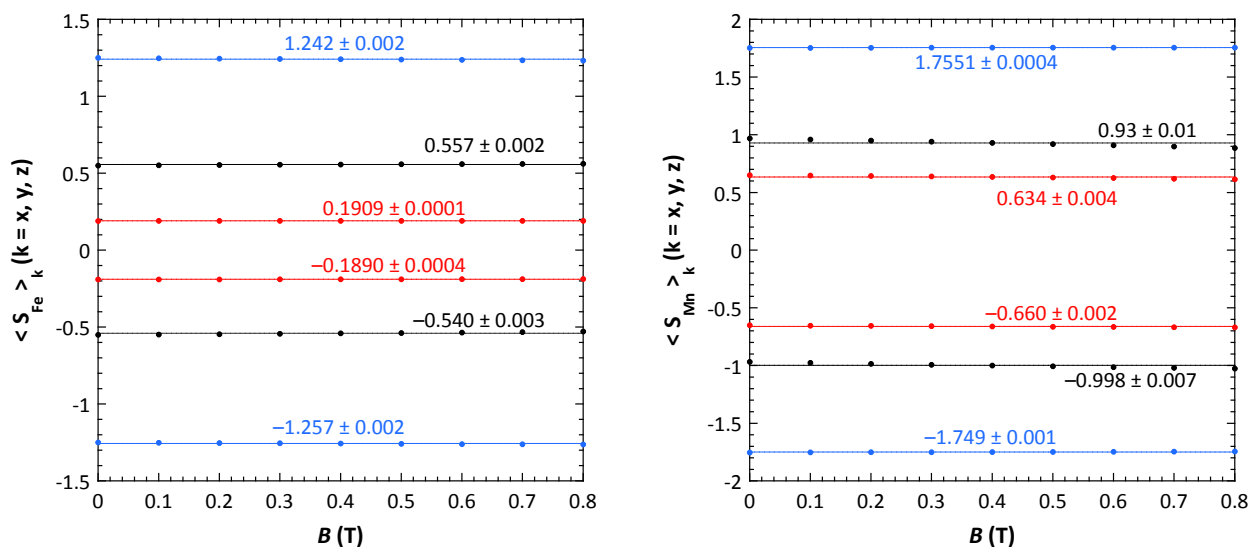 1.5
1
0.5
0
-0.5
-1
-1.5
< S_Fe >_k (k = x, y, z)
1.242 ± 0.002
0.557 ± 0.002
0.1909 ± 0.0001
−0.1890 ± 0.0004
−0.540 ± 0.003
−1.257 ± 0.002
0 0.1 0.2 0.3 0.4 0.5 0.6 0.7 0.8
B (T)
2
1.5
1
0.5
0
-0.5
-1
-1.5
-2
< S_Mn >_k (k = x, y, z)
1.7551 ± 0.0004
0.93 ± 0.01
0.634 ± 0.004
−0.660 ± 0.002
−0.998 ± 0.007
−1.749 ± 0.001
0 0.1 0.2 0.3 0.4 0.5 0.6 0.7 0.8
B (T)